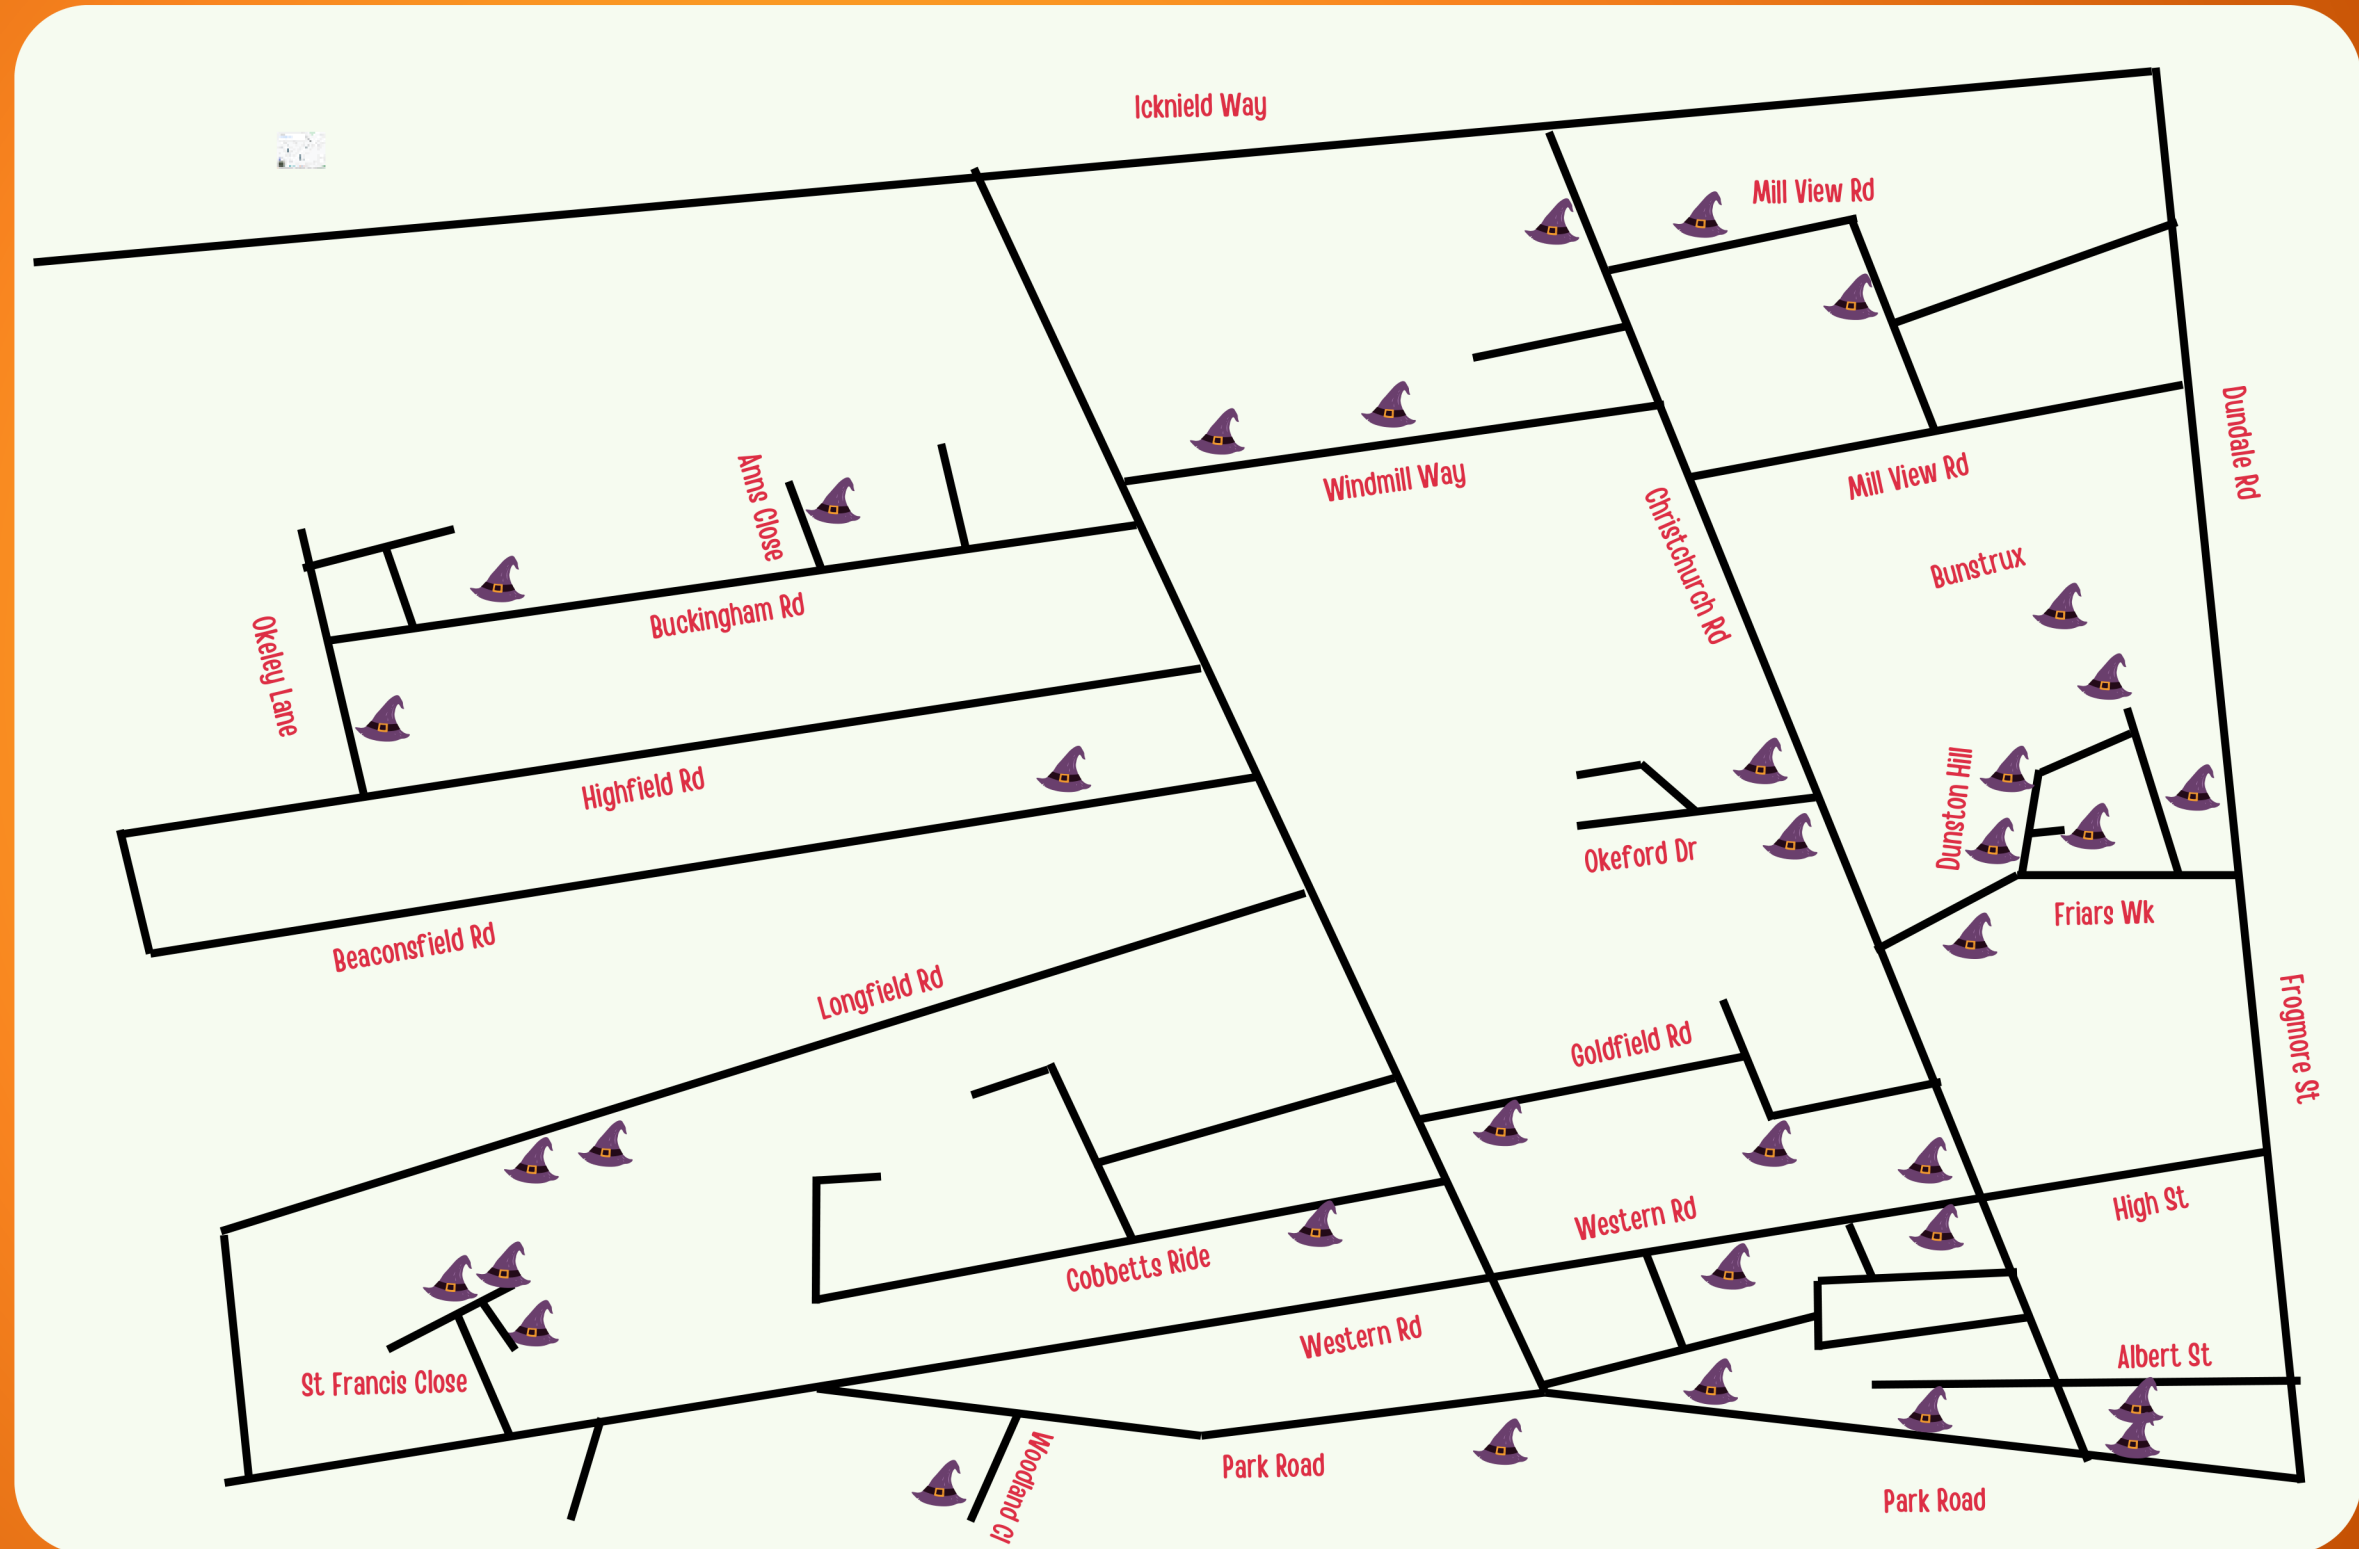 Icknield Way
Mill View Rd
Dundale Rd
Anns Close
Windmill Way
Mill View Rd
Christchurch Rd
Bunstrux
Okeley Lane
Buckingham Rd
Highfield Rd
Dunston Hill
Okeford Dr
Friars Wk
Beaconsfield Rd
Longfield Rd
Frogmore St
Goldfield Rd
Western Rd
High St
Cobbetts Ride
Western Rd
Albert St
St Francis Close
Park Road
Woodland Cl
Park Road